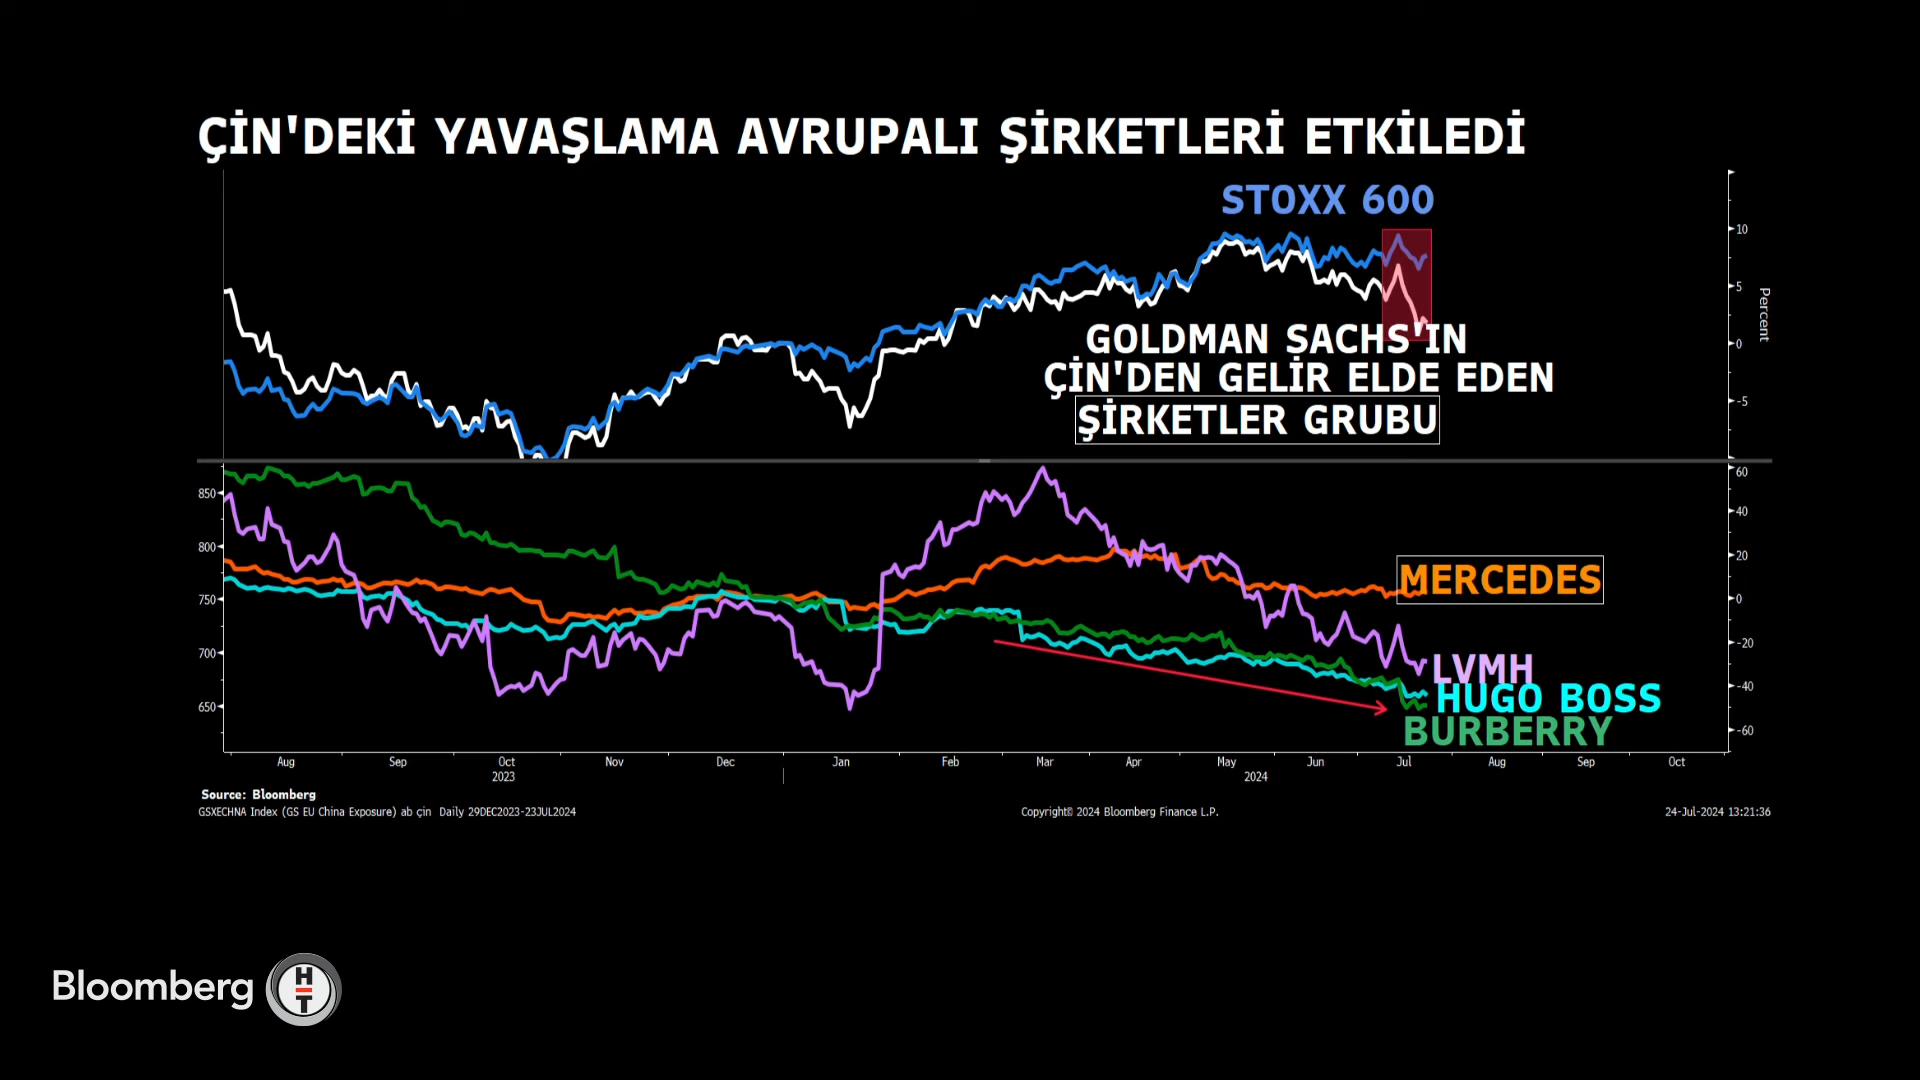 ÇİN'DEKİ YAVAŞLAMA AVRUPALI ŞİRKETLERİ ETKİLEDİ
STOXX 600
10
5
0
-5
Percent
GOLDMAN SACHS'IN
ÇİN'DEN GELİR ELDE EDEN
ŞİRKETLER GRUBU
850
800
750
700
650
60
40
20
0
-20
-40
-60
MERCEDES
LVMH
HUGO BOSS
BURBERRY
Aug Sep Oct Nov Dec Jan Feb Mar Apr May Jun Jul Aug Sep Oct
2023 2024
Source: Bloomberg
GSXECHNA Index (GS EU China Exposure) ab çin Daily 29DEC2023-23JUL2024 Copyright© 2024 Bloomberg Finance L.P. 24-Jul-2024 13:21:36
Bloomberg HT